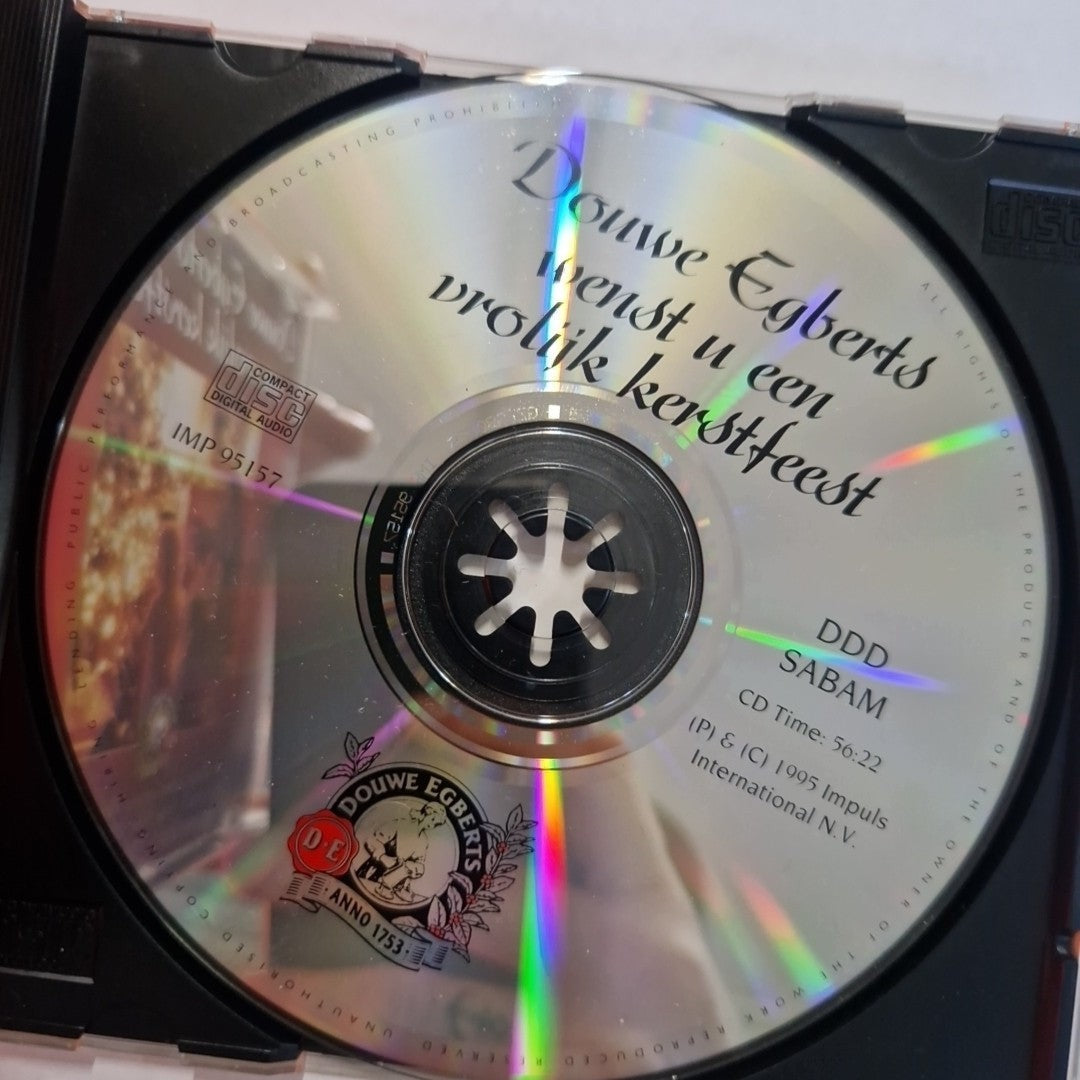 Douwe Egberts
wenst u een
vrolijk kerstfeest
COMPACT
disc
DIGITAL AUDIO
IMP 95157
DDD
SABAM
CD Time: 56:22
(P) & (C) 1995 Impuls
International N.V.
DOUWE EGBERTS
D·E
·ANNO 1753·
ALL RIGHTS OF THE PRODUCER AND OF THE OWNER OF THE WORK REPRODUCED RESERVED UNAUTHORISED COPYING HIRING LENDING PUBLIC PERFORMANCE AND BROADCASTING
disc